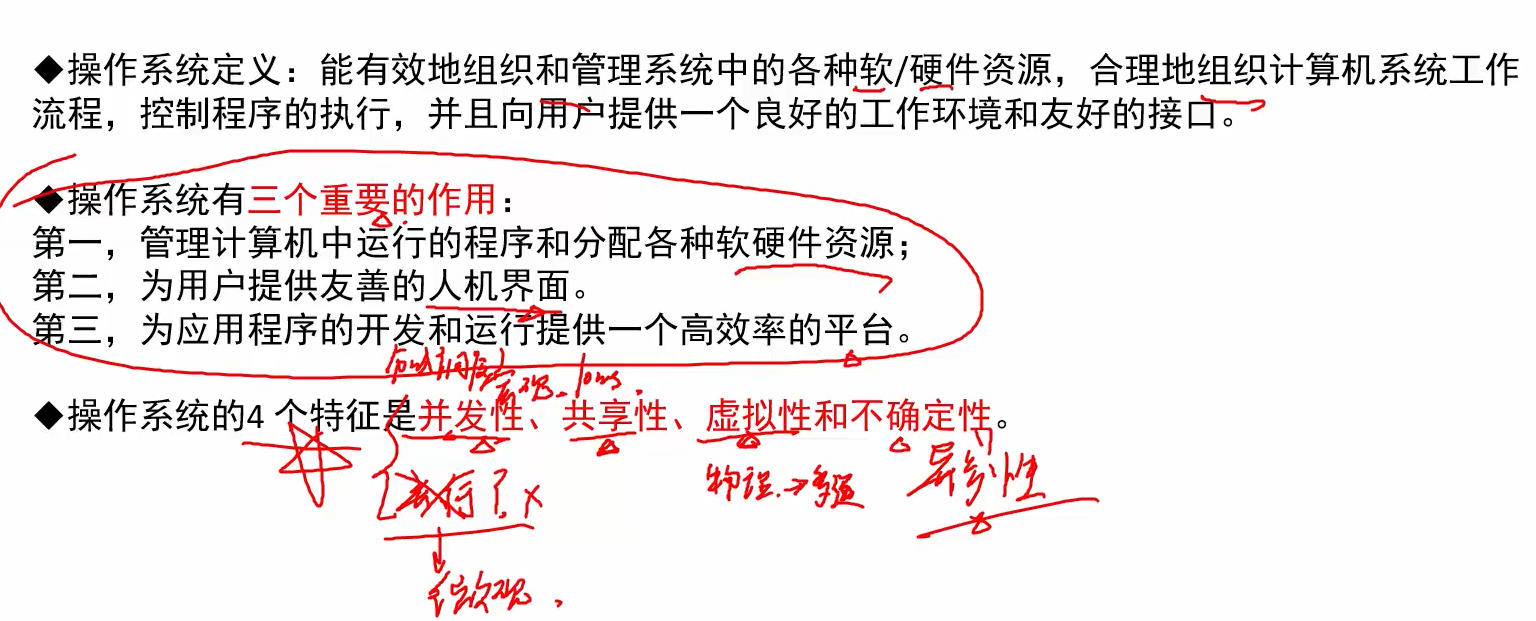 ◆操作系统定义：能有效地组织和管理系统中的各种软/硬件资源，合理地组织计算机系统工作
流程，控制程序的执行，并且向用户提供一个良好的工作环境和友好的接口。
◆操作系统有三个重要的作用：
第一，管理计算机中运行的程序和分配各种软硬件资源；
第二，为用户提供友善的人机界面。
第三，为应用程序的开发和运行提供一个高效率的平台。
◆操作系统的4 个特征是并发性、共享性、虚拟性和不确定性。
物理→多 异步性
并行？×